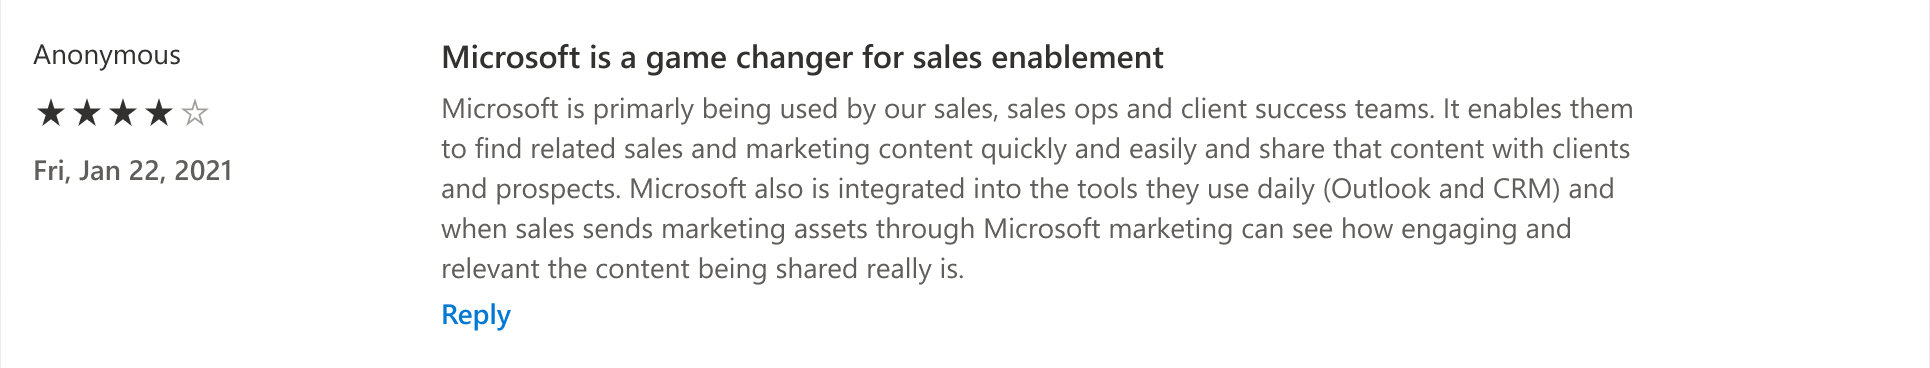 Anonymous
★★★★☆
Fri, Jan 22, 2021
Microsoft is a game changer for sales enablement
Microsoft is primarly being used by our sales, sales ops and client success teams. It enables them
to find related sales and marketing content quickly and easily and share that content with clients
and prospects. Microsoft also is integrated into the tools they use daily (Outlook and CRM) and
when sales sends marketing assets through Microsoft marketing can see how engaging and
relevant the content being shared really is.
Reply